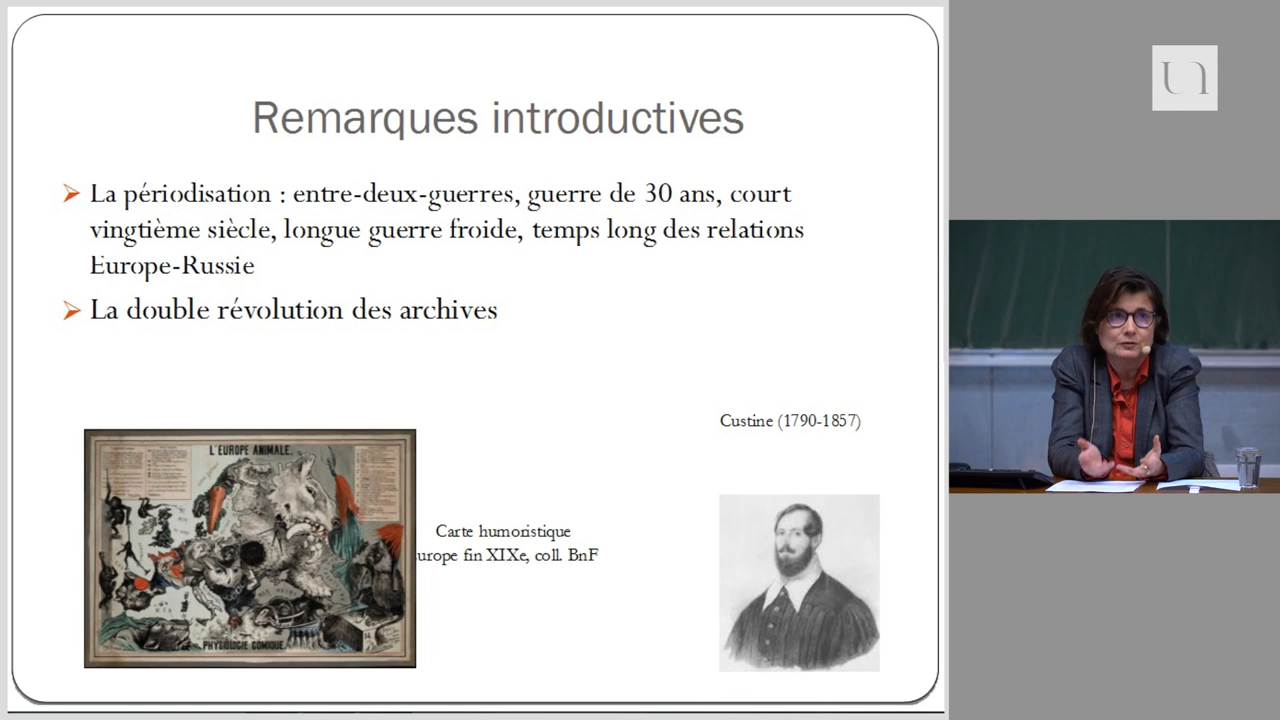 Remarques introductives
La périodisation : entre-deux-guerres, guerre de 30 ans, court
vingtième siècle, longue guerre froide, temps long des relations
Europe-Russie
La double révolution des archives
Custine (1790-1857)
L'EUROPE ANIMALE.
Carte humoristique
urope fin XIXe, coll. BnF
PHYSIOLOGIE COMIQUE.